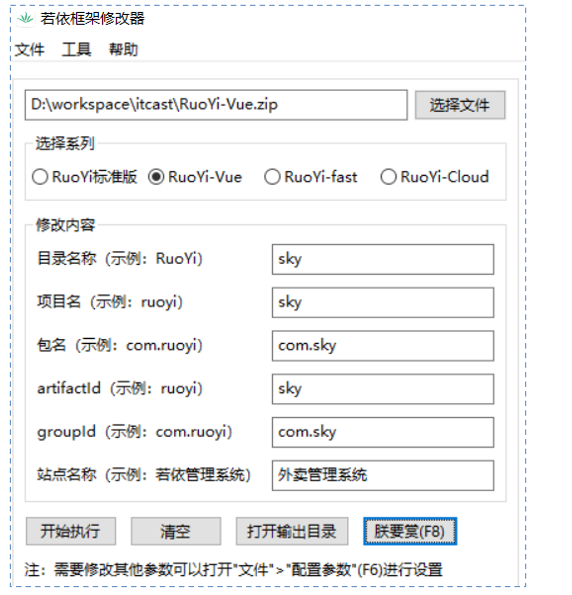 若依框架修改器
文件 工具 帮助
D:\workspace\itcast\RuoYi-Vue.zip 选择文件
选择系列
RuoYi标准版 RuoYi-Vue RuoYi-fast RuoYi-Cloud
修改内容
目录名称（示例：RuoYi） sky
项目名（示例：ruoyi） sky
包名（示例：com.ruoyi） com.sky
artifactId（示例：ruoyi） sky
groupId（示例：com.ruoyi） com.sky
站点名称（示例：若依管理系统） 外卖管理系统
开始执行 清空 打开输出目录 朕要赏(F8)
注：需要修改其他参数可以打开"文件">"配置参数"(F6)进行设置